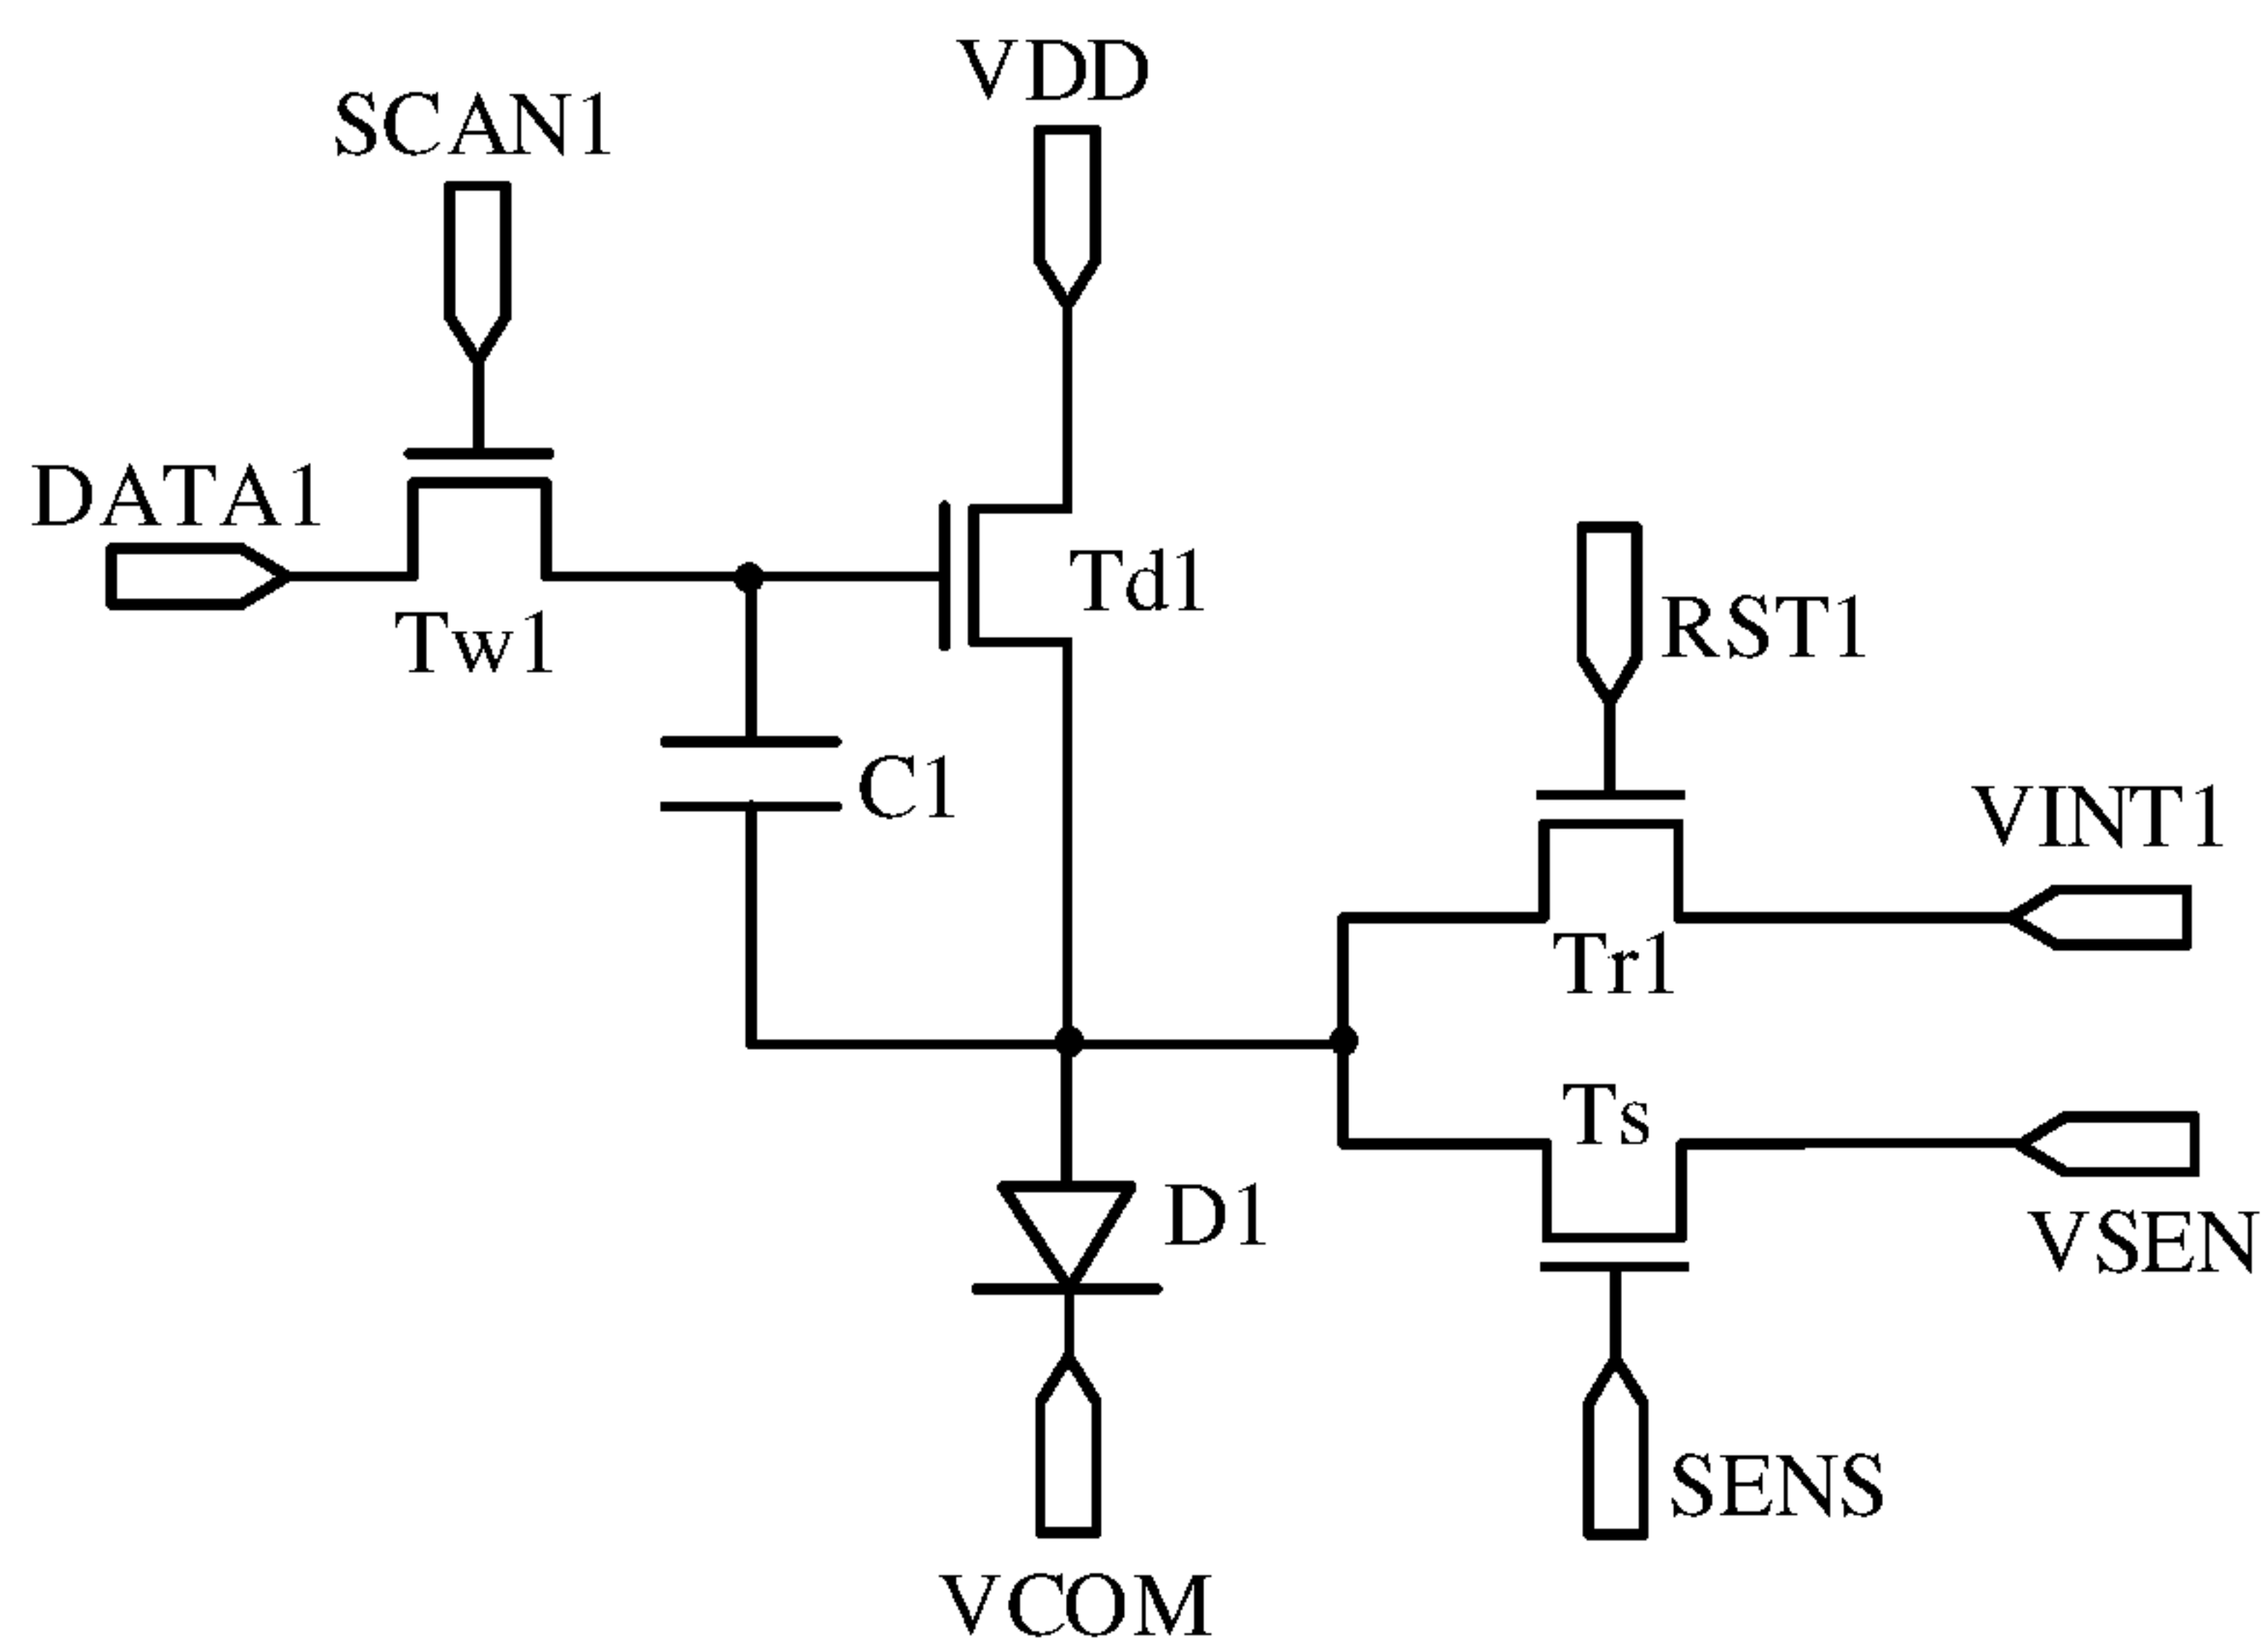 VDD
SCAN1
DATA1
Td1
RST1
Tw1
C1
VINT1
Tr1
Ts
D1
VSEN
SENS
VCOM